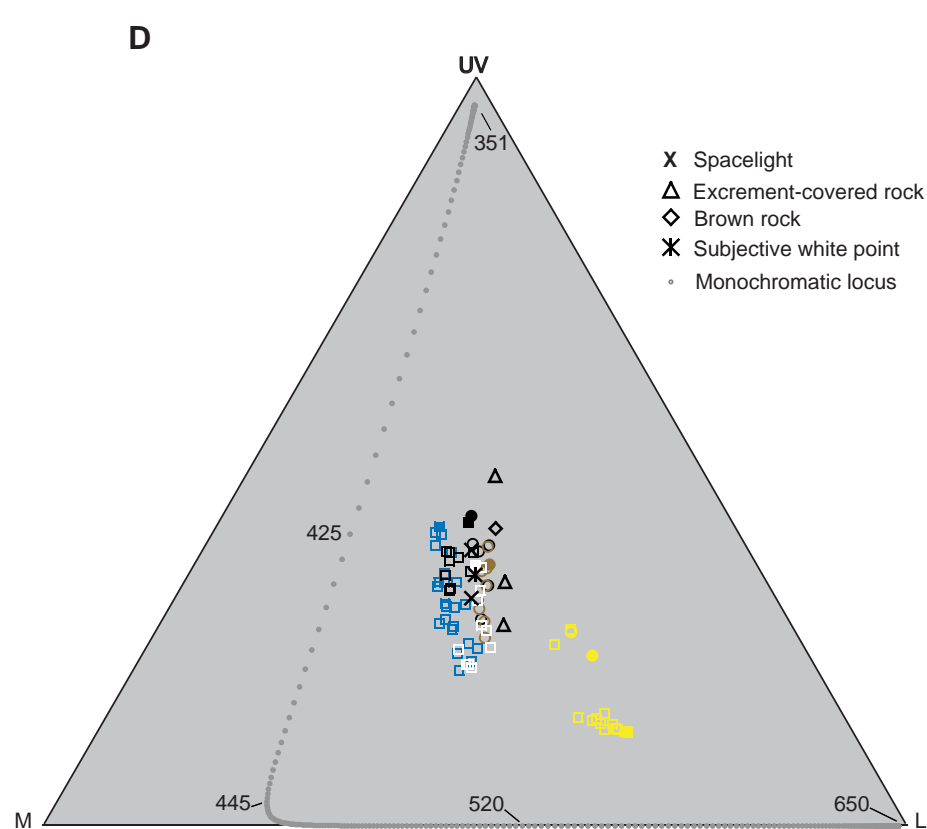 D
UV
351
X Spacelight
Excrement-covered rock
Brown rock
Subjective white point
Monochromatic locus
425
445
520
650
M
L